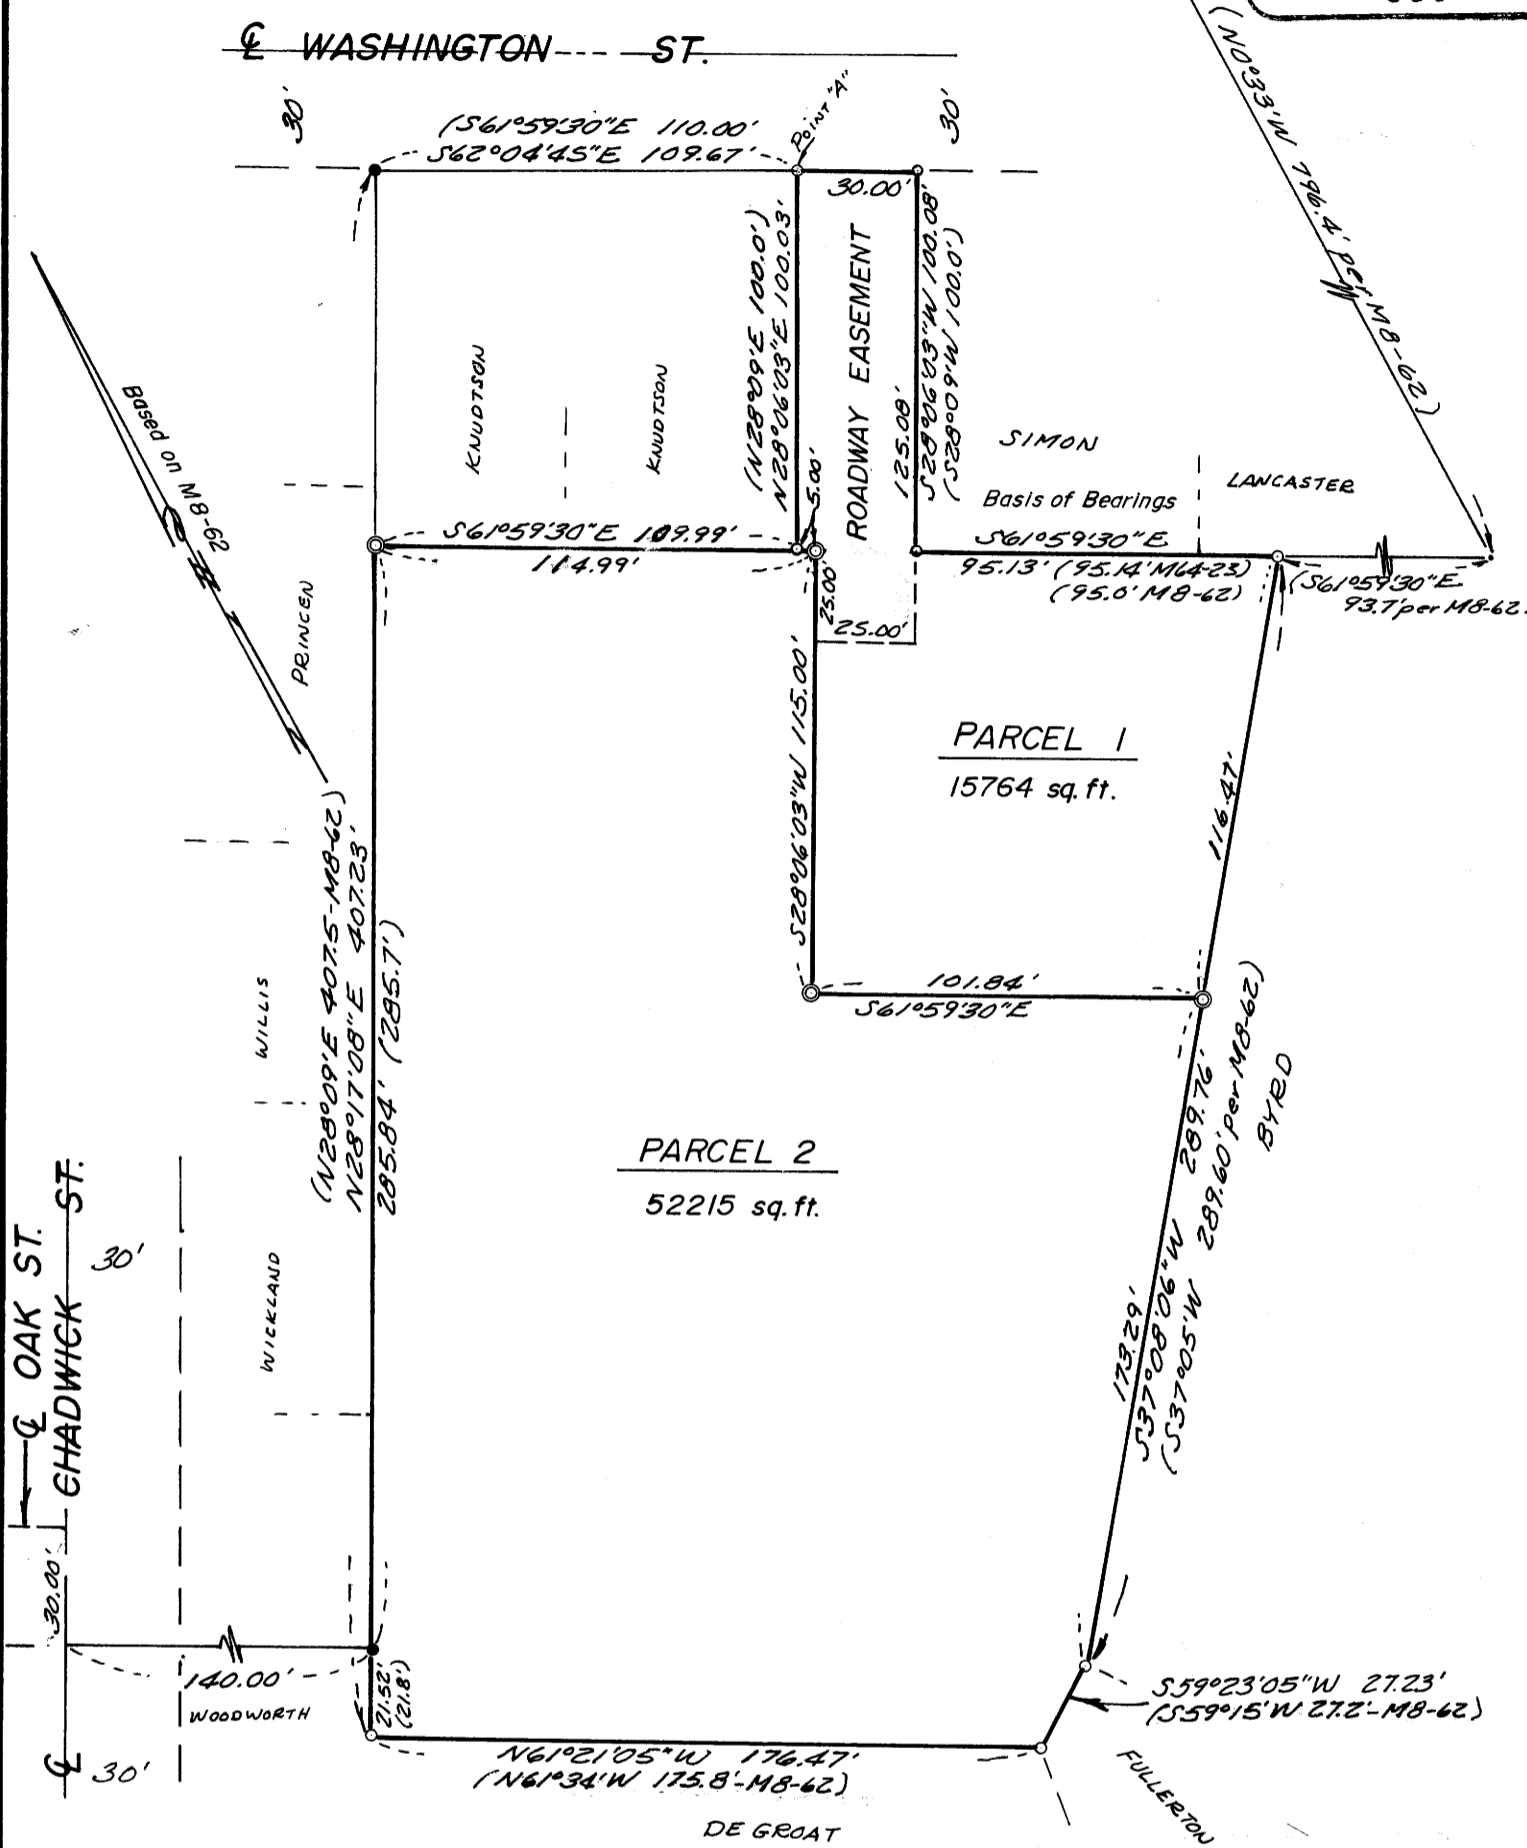 ℄ WASHINGTON ST.
30'
30'
(S61°59'30"E 110.00'
S62°04'45"E 109.67'
POINT "A"
30.00'
(N0°33'W 796.4' per M8-62)
(N28°09'E 100.0')
N28°06'03"E 100.03'
ROADWAY EASEMENT
125.08'
S28°06'03"W 100.08'
(S28°09'W 100.0')
KNUDTSON
KNUDTSON
5.00'
SIMON
LANCASTER
Basis of Bearings
S61°59'30"E
95.13' (95.14' M64-23)
(95.0' M8-62)
(S61°59'30"E
93.7' per M8-62.
Based on M8-62
S61°59'30"E 109.99'
114.99'
25.00'
25.00'
PRINCEN
S28°06'03"W 115.00'
PARCEL 1
15764 sq. ft.
116.47'
101.84'
S61°59'30"E
(N28°09'E 407.5-M8-62)
N28°17'08"E 407.23'
285.84' (285.7')
WILLIS
WICKLAND
PARCEL 2
52215 sq. ft.
BYRD
173.29'
S37°08'06"W 289.76'
(S37°05'W 289.60' per M8-62)
℄ OAK ST.
℄ CHADWICK ST.
30'
30.00'
140.00'
WOODWORTH
30'
21.52'
(21.8')
N61°21'05"W 176.47'
(N61°34'W 175.8'-M8-62)
S59°23'05"W 27.23'
(S59°15'W 27.2'-M8-62)
FULLERTON
DE GROAT